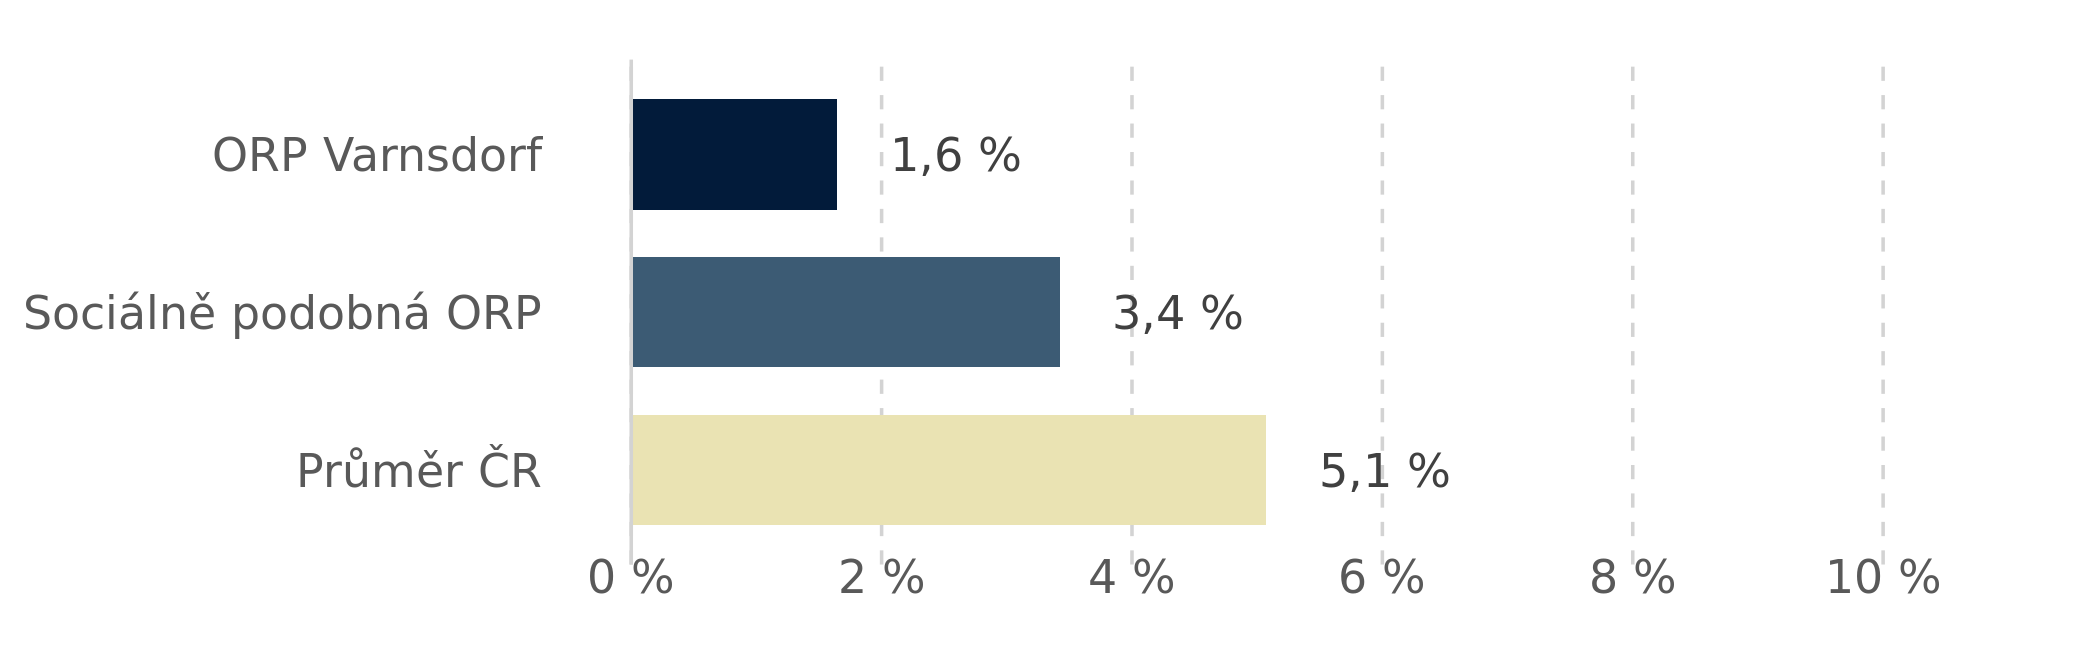 ORP Varnsdorf
1,6 %
Sociálně podobná ORP
3,4 %
Průměr ČR
5,1 %
0 % 2 % 4 % 6 % 8 % 10 %